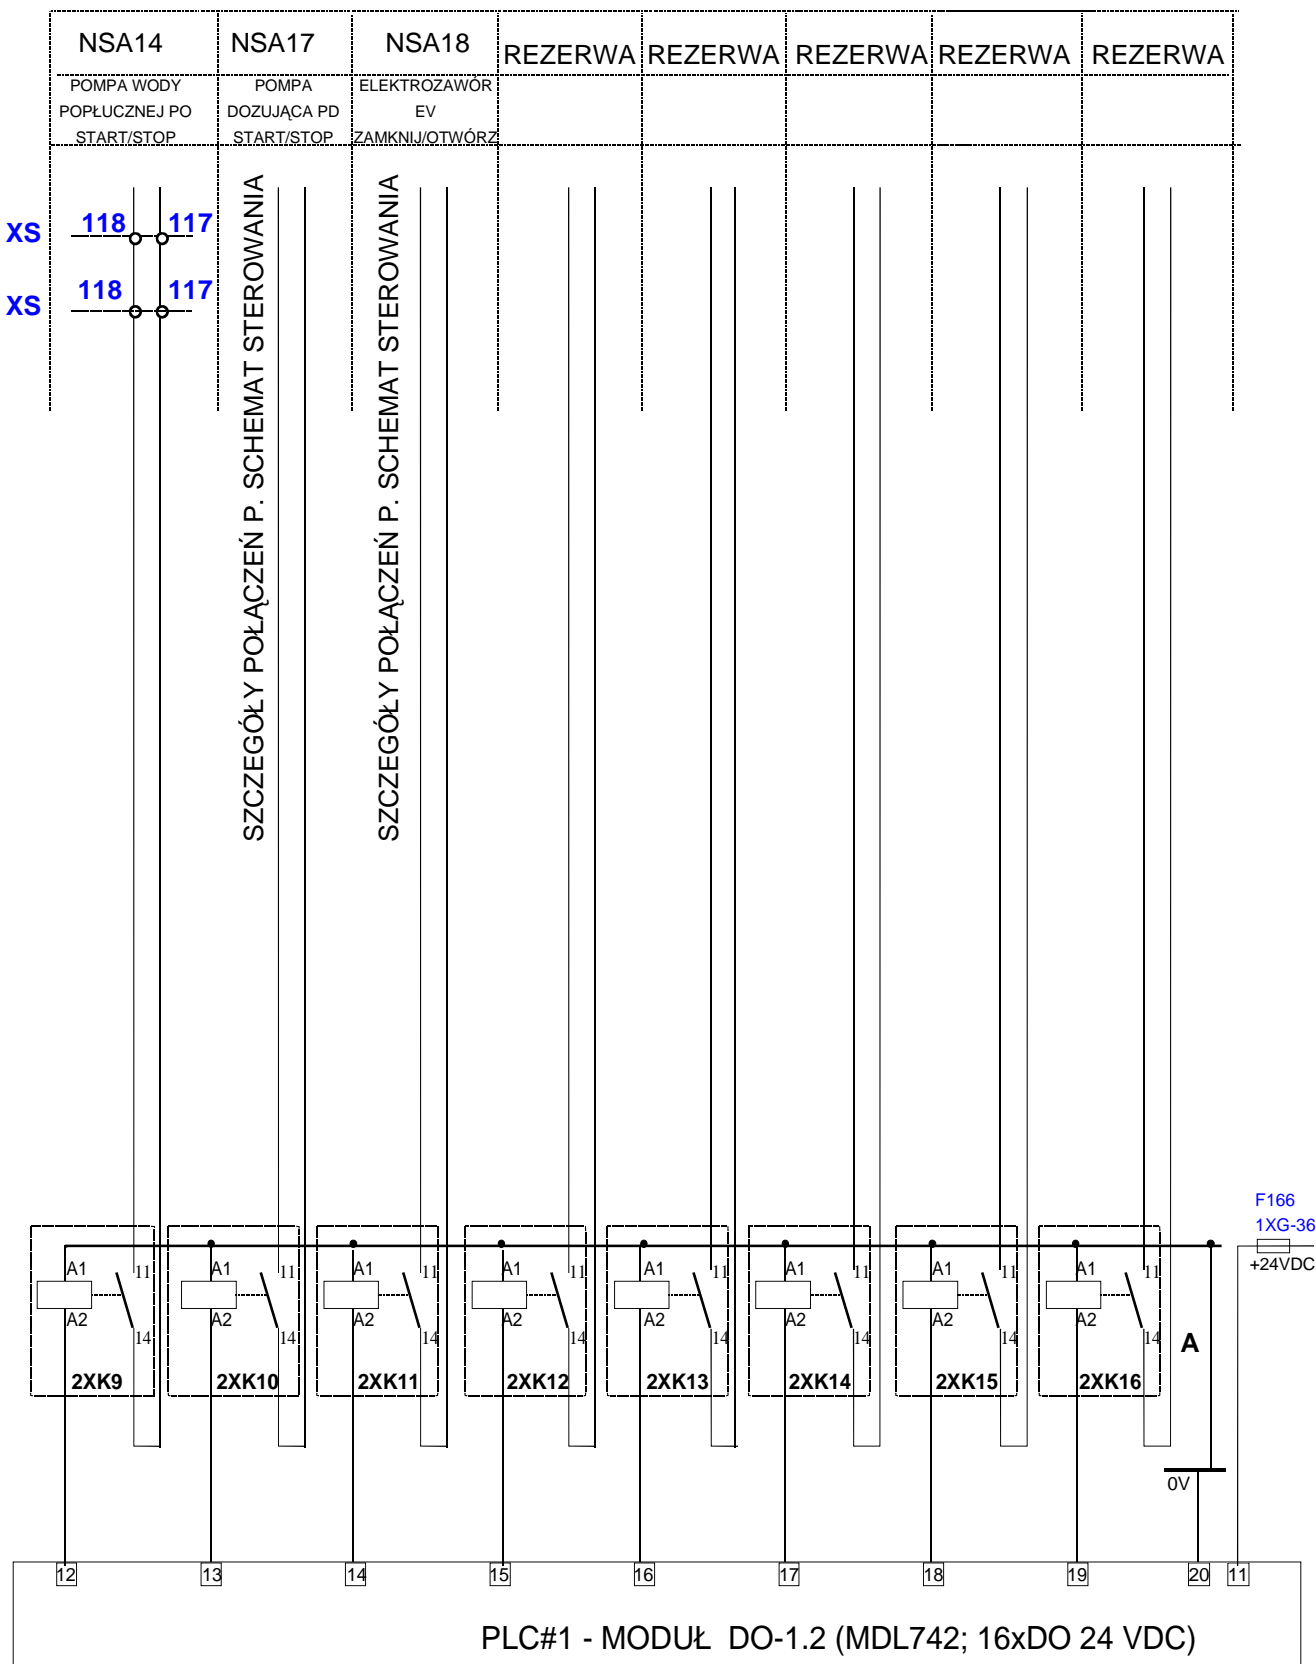 NSA14 NSA17 NSA18 REZERWA REZERWA REZERWA REZERWA REZERWA
POMPA WODY POPŁUCZNEJ PO START/STOP
POMPA DOZUJĄCA PD START/STOP
ELEKTROZAWÓR EV ZAMKNIJ/OTWÓRZ
XS 118 117
XS 118 117
SZCZEGÓŁY POŁĄCZEŃ P. SCHEMAT STEROWANIA
SZCZEGÓŁY POŁĄCZEŃ P. SCHEMAT STEROWANIA
F166
1XG-36
+24VDC
A1 11 A1 11 A1 11 A1 11 A1 11 A1 11 A1 11 A1 11
A2 14 A2 14 A2 14 A2 14 A2 14 A2 14 A2 14 A2 14
A
2XK9 2XK10 2XK11 2XK12 2XK13 2XK14 2XK15 2XK16
0V
12 13 14 15 16 17 18 19 20 11
PLC#1 - MODUŁ DO-1.2 (MDL742; 16xDO 24 VDC)